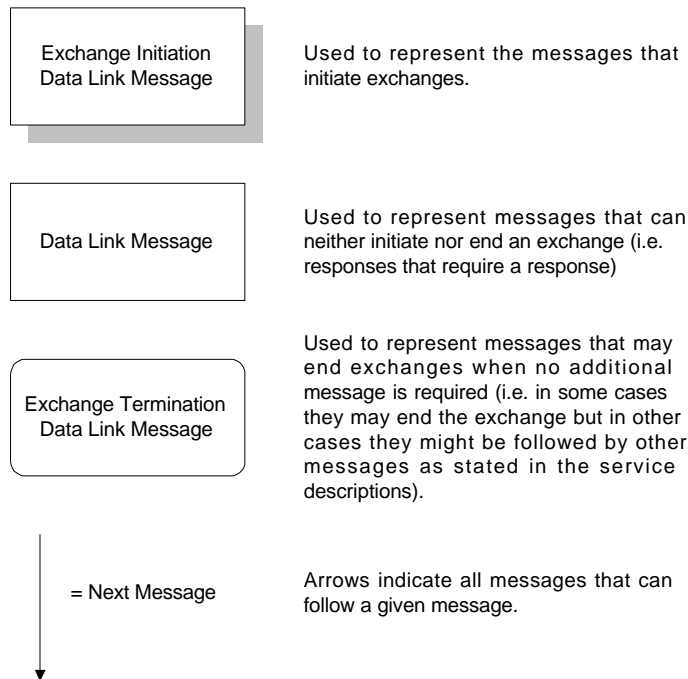 Exchange Initiation
Data Link Message
Used to represent the messages that
initiate exchanges.
Data Link Message
Used to represent messages that can
neither initiate nor end an exchange (i.e.
responses that require a response)
Exchange Termination
Data Link Message
Used to represent messages that may
end exchanges when no additional
message is required (i.e. in some cases
they may end the exchange but in other
cases they might be followed by other
messages as stated in the service
descriptions).
= Next Message
Arrows indicate all messages that can
follow a given message.